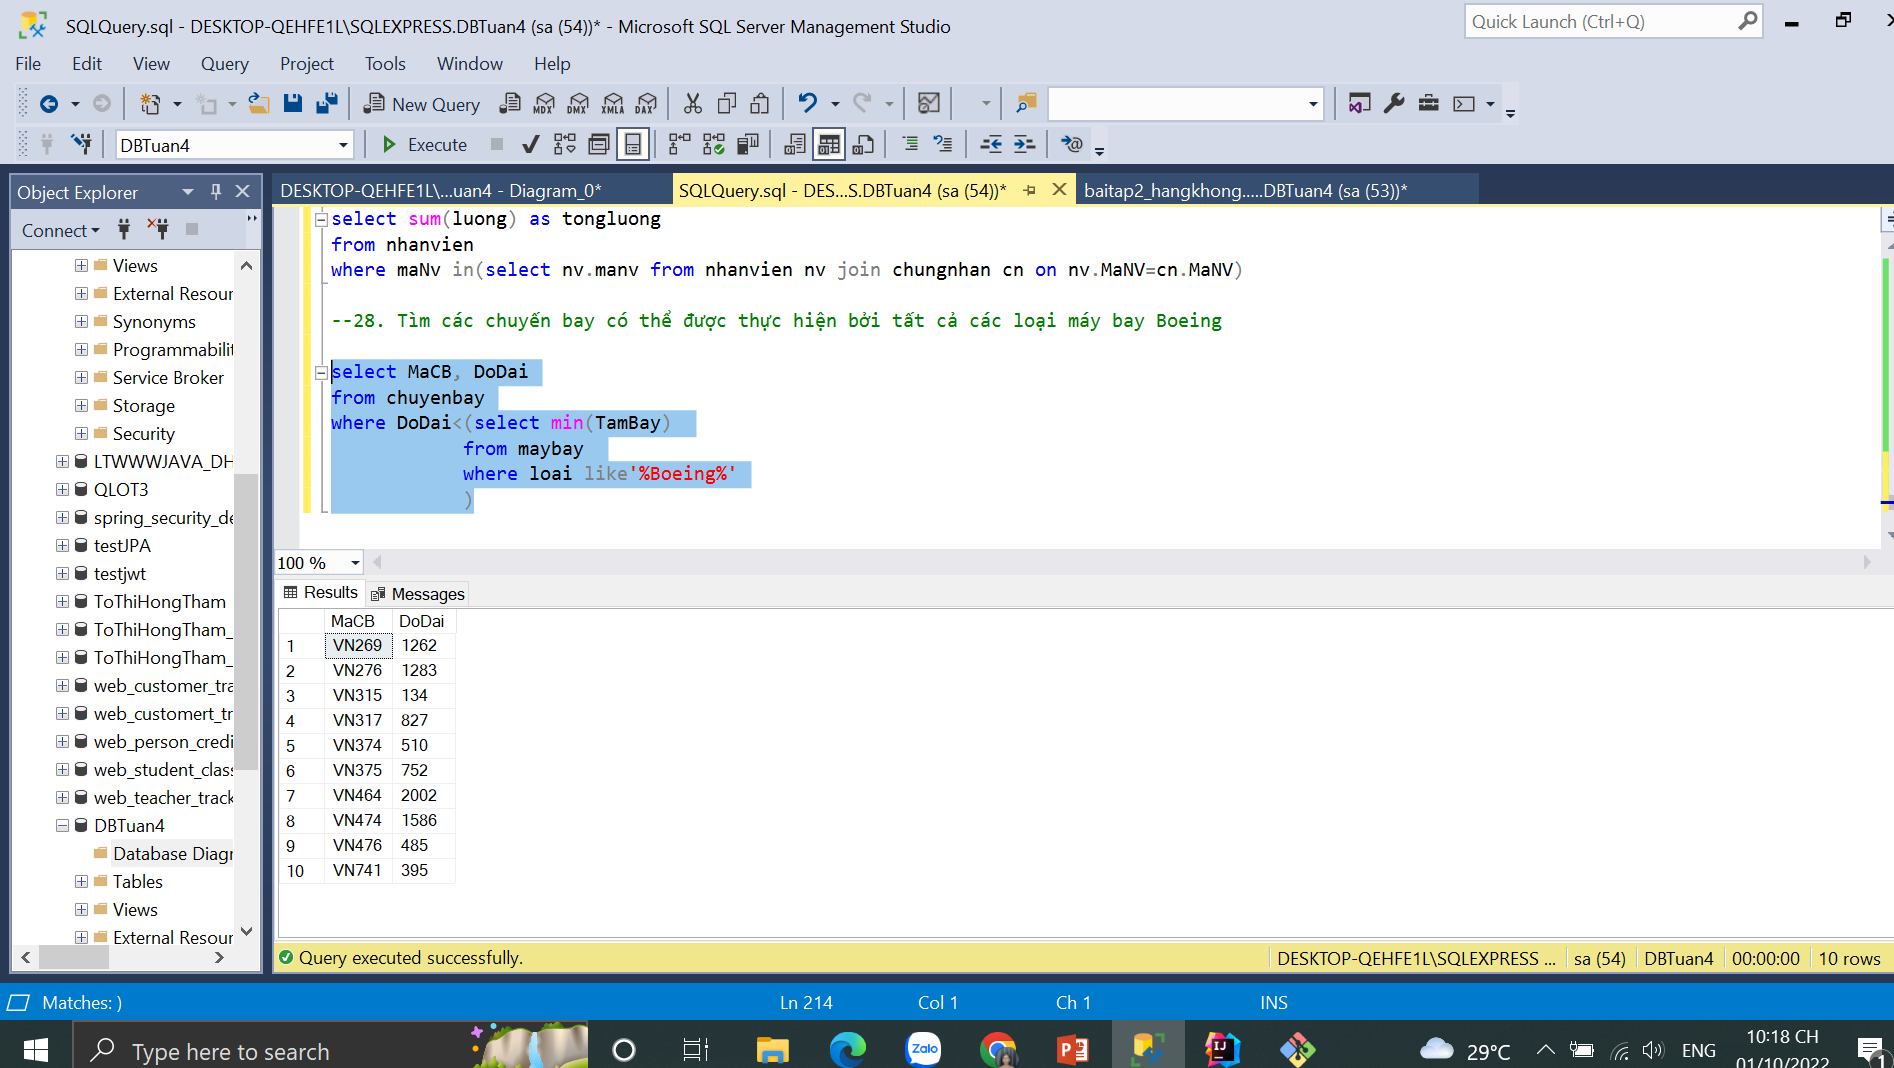 SQLQuery.sql - DESKTOP-QEHFE1L\SQLEXPRESS.DBTuan4 (sa (54))* - Microsoft SQL Server Management Studio
Quick Launch (Ctrl+Q)
File Edit View Query Project Tools Window Help
New Query MDX DMX XMLA DAX
DBTuan4 Execute
Object Explorer
Connect
Views
External Resour
Synonyms
Programmabilit
Service Broker
Storage
Security
LTWWWJAVA_DH
QLOT3
spring_security_de
testJPA
testjwt
ToThiHongTham
ToThiHongTham_
ToThiHongTham_
web_customer_tra
web_customert_tr
web_person_credi
web_student_class
web_teacher_track
DBTuan4
Database Diagr
Tables
Views
External Resour
DESKTOP-QEHFE1L\...uan4 - Diagram_0*
SQLQuery.sql - DES...S.DBTuan4 (sa (54))*
baitap2_hangkhong.....DBTuan4 (sa (53))*
select sum(luong) as tongluong
from nhanvien
where maNv in(select nv.manv from nhanvien nv join chungnhan cn on nv.MaNV=cn.MaNV)
--28. Tìm các chuyến bay có thể được thực hiện bởi tất cả các loại máy bay Boeing
select MaCB, DoDai
from chuyenbay
where DoDai<(select min(TamBay)
from maybay
where loai like'%Boeing%'
)
100 %
Results Messages
MaCB DoDai
1 VN269 1262
2 VN276 1283
3 VN315 134
4 VN317 827
5 VN374 510
6 VN375 752
7 VN464 2002
8 VN474 1586
9 VN476 485
10 VN741 395
Query executed successfully.
DESKTOP-QEHFE1L\SQLEXPRESS ... sa (54) DBTuan4 00:00:00 10 rows
Matches: ) Ln 214 Col 1 Ch 1 INS
Type here to search
Zalo
IJ
29°C
ENG
10:18 CH
01/10/2022
1